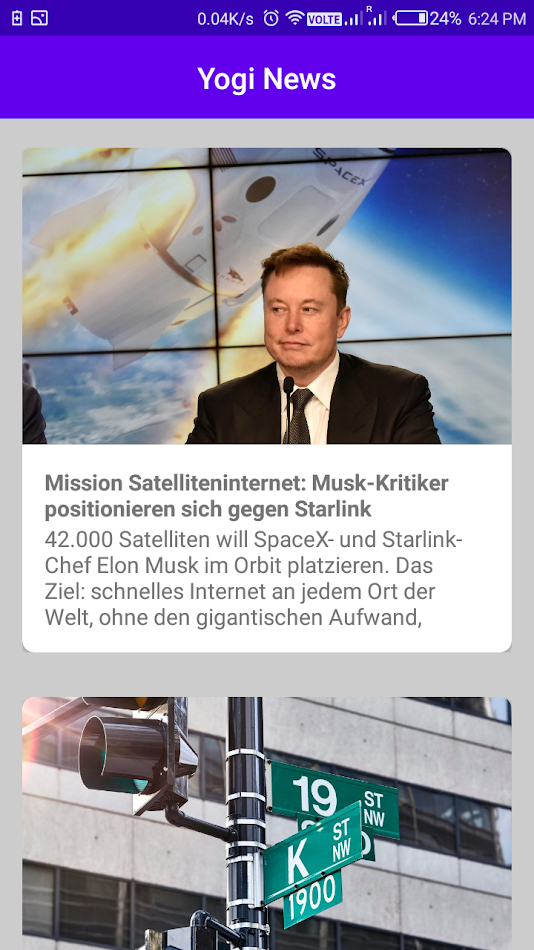 0.04K/s VOLTE R 24% 6:24 PM
Yogi News
SPACEX
Mission Satelliteninternet: Musk-Kritiker
positionieren sich gegen Starlink
42.000 Satelliten will SpaceX- und Starlink-
Chef Elon Musk im Orbit platzieren. Das
Ziel: schnelles Internet an jedem Ort der
Welt, ohne den gigantischen Aufwand,
19 ST NW
K ST NW
1900